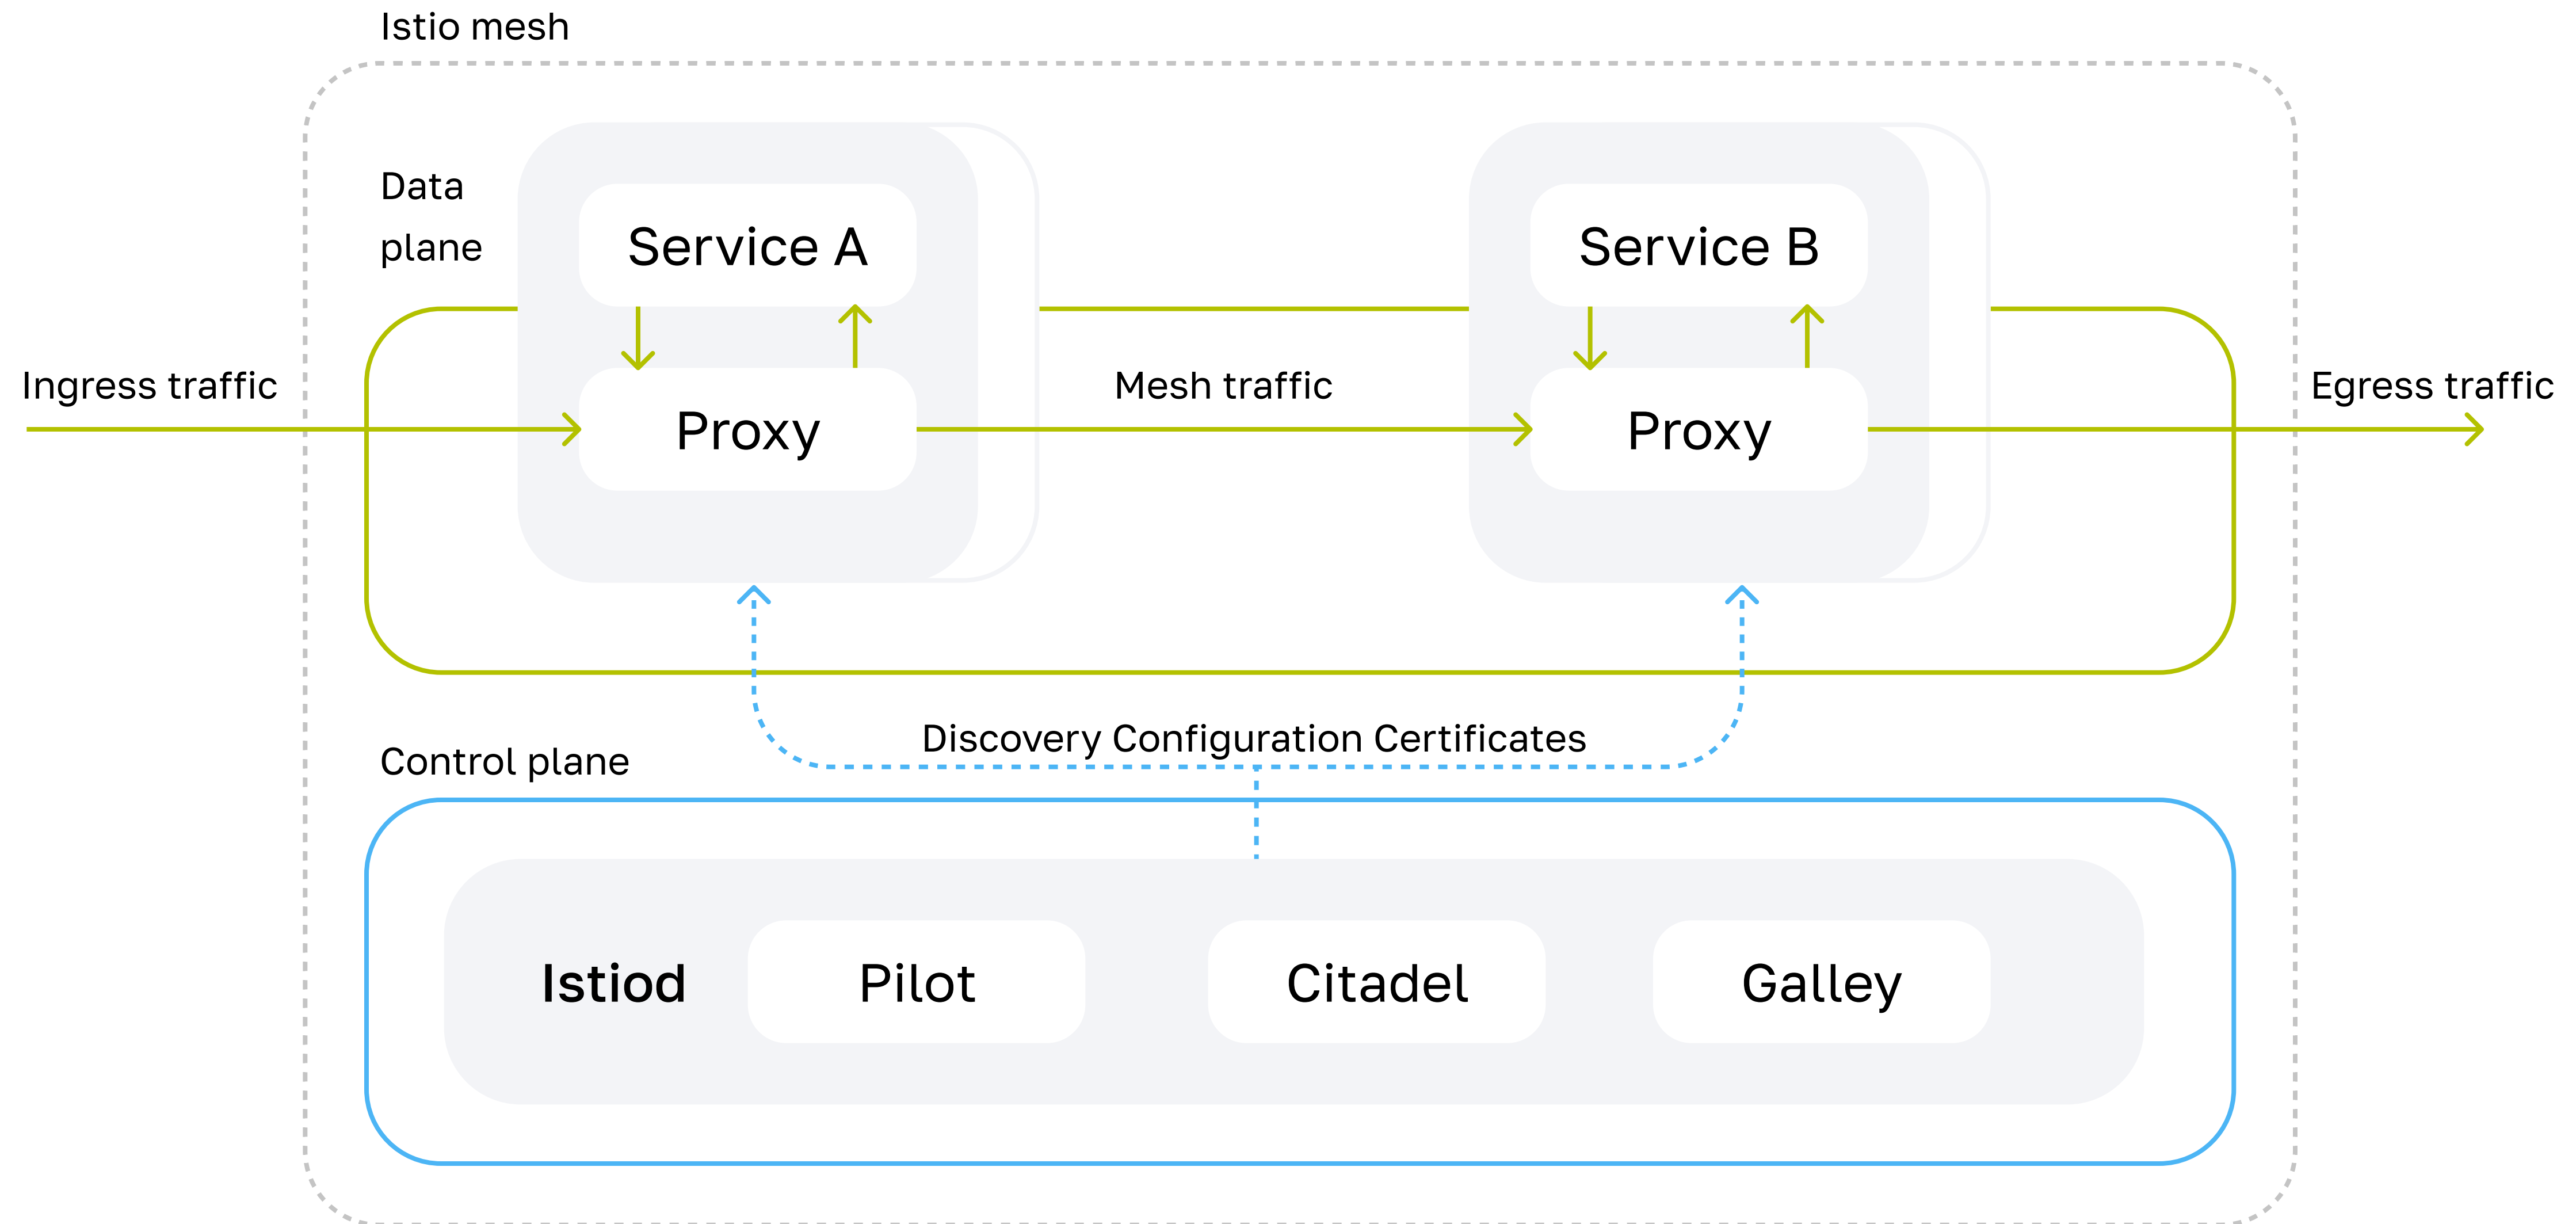 Istio mesh
Data
plane
Service A
Service B
Ingress traffic
Mesh traffic
Egress traffic
Proxy
Proxy
Discovery Configuration Certificates
Control plane
Istiod
Pilot
Citadel
Galley